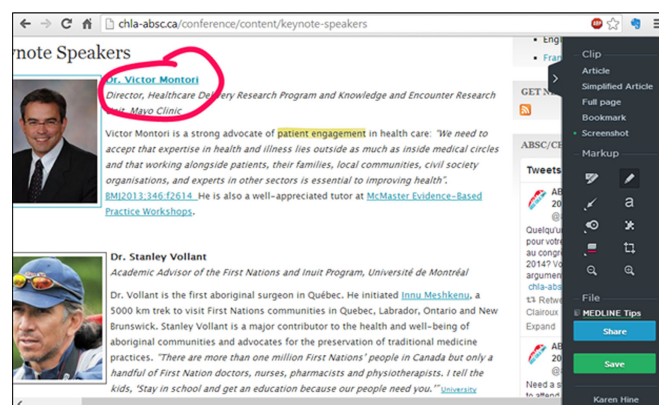 chla-absc.ca/conference/content/keynote-speakers
note Speakers
Dr. Victor Montori
Director, Healthcare Delivery Research Program and Knowledge and Encounter Research
Unit, Mayo Clinic
Victor Montori is a strong advocate of patient engagement in health care: "We need to
accept that expertise in health and illness lies outside as much as inside medical circles
and that working alongside patients, their families, local communities, civil society
organisations, and experts in other sectors is essential to improving health".
BMJ2013;346:f2614 He is also a well-appreciated tutor at McMaster Evidence-Based
Practice Workshops.
Dr. Stanley Vollant
Academic Advisor of the First Nations and Inuit Program, Université de Montréal
Dr. Vollant is the first aboriginal surgeon in Québec. He initiated Innu Meshkenu, a
5000 km trek to visit First Nations communities in Quebec, Labrador, Ontario and New
Brunswick. Stanley Vollant is a major contributor to the health and well-being of
aboriginal communities and advocates for the preservation of traditional medicine
practices. "There are more than one million First Nations' people in Canada but only a
handful of First Nation doctors, nurses, pharmacists and physiotherapists. I tell the
kids, 'Stay in school and get an education because our people need you.'" University
Engl
Fran
GET N
ABSC/C
Tweets
AB
20
@
Quelqu'u
pour votre
au congr
2014? Vo
argumen
chla-abs
Retwe
Clairoux
Expand
AB
20
@
Need a s
to attend
Clip
Article
Simplified Article
Full page
Bookmark
Screenshot
Markup
a
File
MEDLINE Tips
Share
Save
Karen Hine